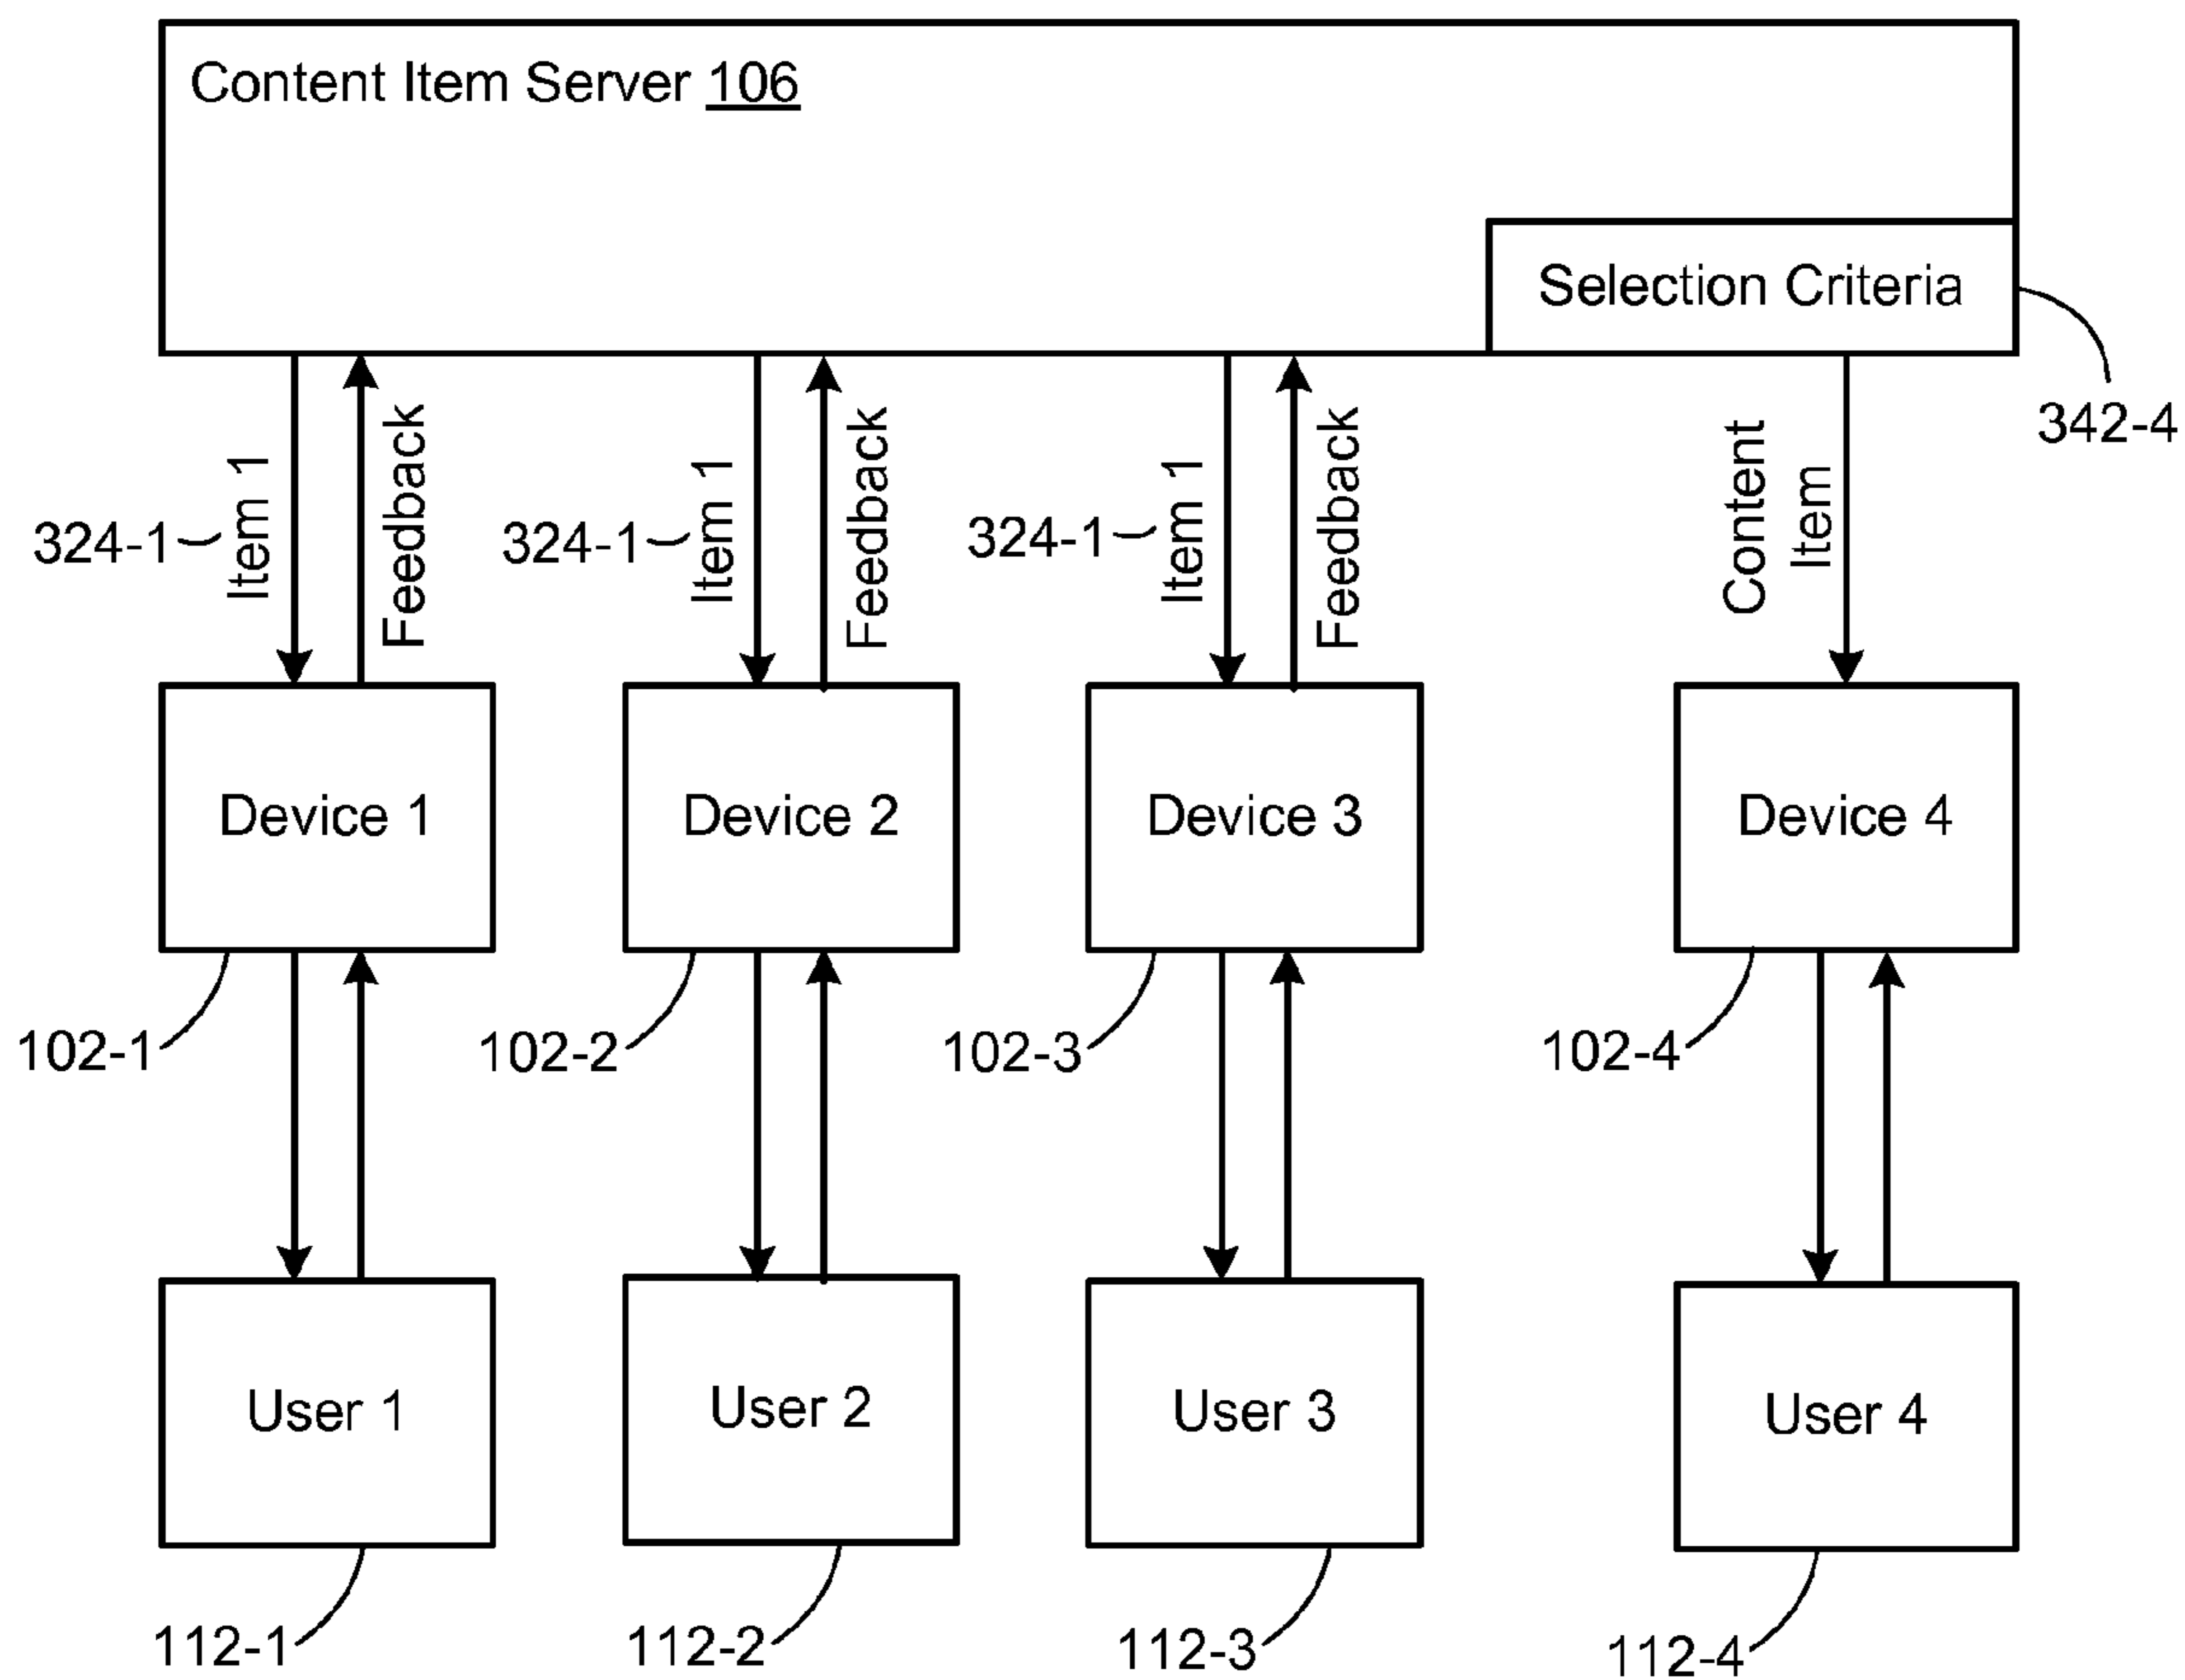 Content Item Server 106
Selection Criteria
342-4
324-1
Item 1
Feedback
324-1
Item 1
Feedback
324-1
Item 1
Feedback
Content
Item
Device 1
Device 2
Device 3
Device 4
102-1
102-2
102-3
102-4
User 1
User 2
User 3
User 4
112-1
112-2
112-3
112-4